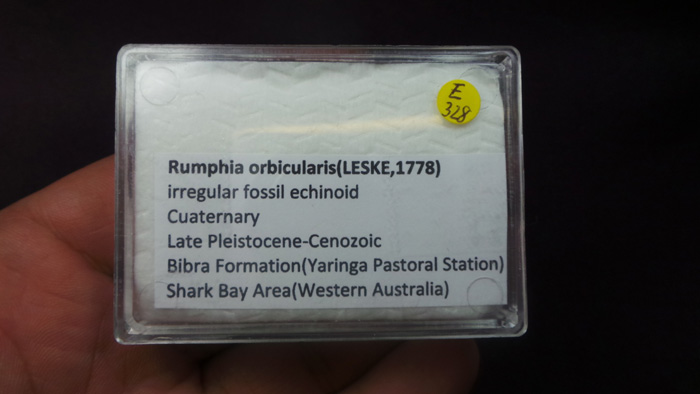 E
328
Rumphia orbicularis(LESKE,1778)
irregular fossil echinoid
Cuaternary
Late Pleistocene-Cenozoic
Bibra Formation(Yaringa Pastoral Station)
Shark Bay Area(Western Australia)